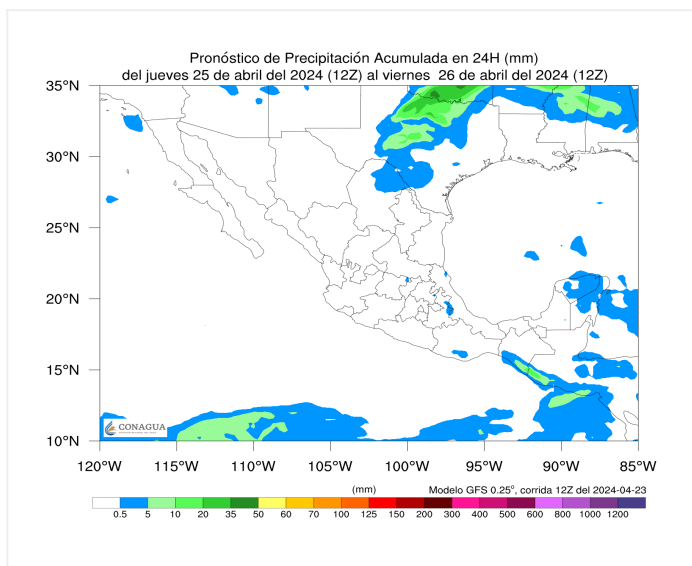 Pronóstico de Precipitación Acumulada en 24H (mm)
del jueves 25 de abril del 2024 (12Z) al viernes 26 de abril del 2024 (12Z)
35°N
30°N
25°N
20°N
15°N
10°N
CONAGUA
120°W 115°W 110°W 105°W 100°W 95°W 90°W 85°W
(mm) Modelo GFS 0.25°, corrida 12Z del 2024-04-23
0.5 5 10 20 35 50 60 70 100 125 150 200 300 400 500 600 800 1000 1200